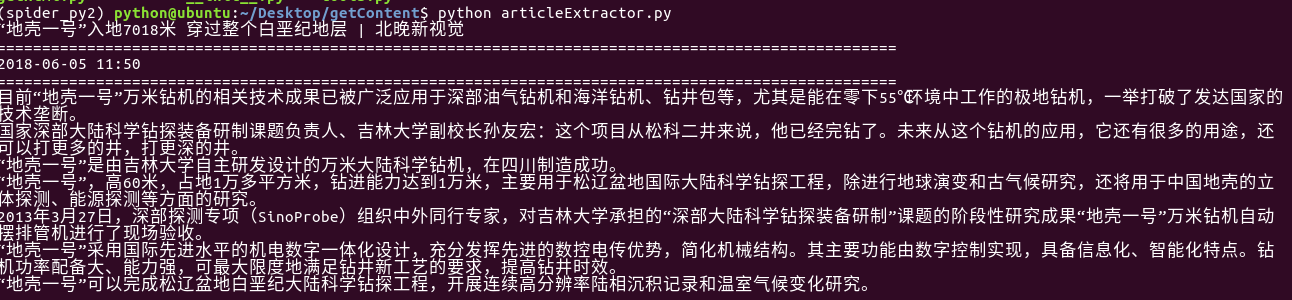 (spider_py2) python@ubuntu:~/Desktop/getContent$ python articleExtractor.py
“地壳一号”入地7018米 穿过整个白垩纪地层 | 北晚新视觉
====================================================================================================
2018-06-05 11:50
====================================================================================================
目前“地壳一号”万米钻机的相关技术成果已被广泛应用于深部油气钻机和海洋钻机、钻井包等，尤其是能在零下55℃环境中工作的极地钻机，一举打破了发达国家的
技术垄断。
国家深部大陆科学钻探装备研制课题负责人、吉林大学副校长孙友宏：这个项目从松科二井来说，他已经完钻了。未来从这个钻机的应用，它还有很多的用途，还
可以打更多的井，打更深的井。
“地壳一号”是由吉林大学自主研发设计的万米大陆科学钻机，在四川制造成功。
“地壳一号”，高60米，占地1万多平方米，钻进能力达到1万米，主要用于松辽盆地国际大陆科学钻探工程，除进行地球演变和古气候研究，还将用于中国地壳的立
体探测、能源探测等方面的研究。
2013年3月27日，深部探测专项（SinoProbe）组织中外同行专家，对吉林大学承担的“深部大陆科学钻探装备研制”课题的阶段性研究成果“地壳一号”万米钻机自动
摆排管机进行了现场验收。
“地壳一号”采用国际先进水平的机电数字一体化设计，充分发挥先进的数控电传优势，简化机械结构。其主要功能由数字控制实现，具备信息化、智能化特点。钻
机功率配备大、能力强，可最大限度地满足钻井新工艺的要求，提高钻井时效。
“地壳一号”可以完成松辽盆地白垩纪大陆科学钻探工程，开展连续高分辨率陆相沉积记录和温室气候变化研究。